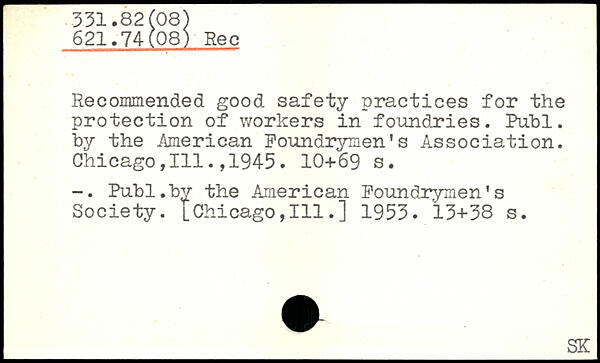 331.82(08)
621.74(08) Rec
Recommended good safety practices for the
protection of workers in foundries. Publ.
by the American Foundrymen's Association.
Chicago,Ill.,1945. 10+69 s.
—. Publ.by the American Foundrymen's
Society. [Chicago,Ill.] 1953. 13+38 s.
SK